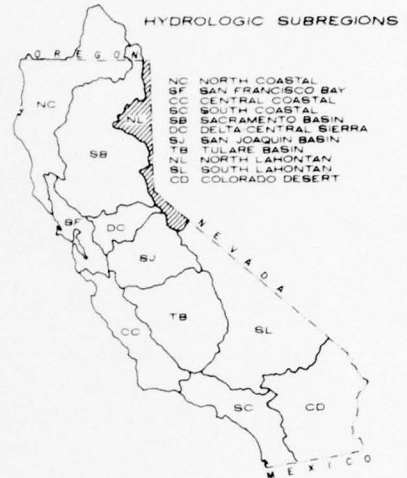 HYDROLOGIC SUBREGIONS
OREGON
NC NORTH COASTAL
SF SAN FRANCISCO BAY
CC CENTRAL COASTAL
SC SOUTH COASTAL
SB SACRAMENTO BASIN
DC DELTA-CENTRAL SIERRA
SJ SAN JOAQUIN BASIN
TB TULARE BASIN
NL NORTH LAHONTAN
SL SOUTH LAHONTAN
CD COLORADO DESERT
NC
NL
SB
SF
DC
NEVADA
SJ
TB
CC
SL
SC
CD
MEXICO